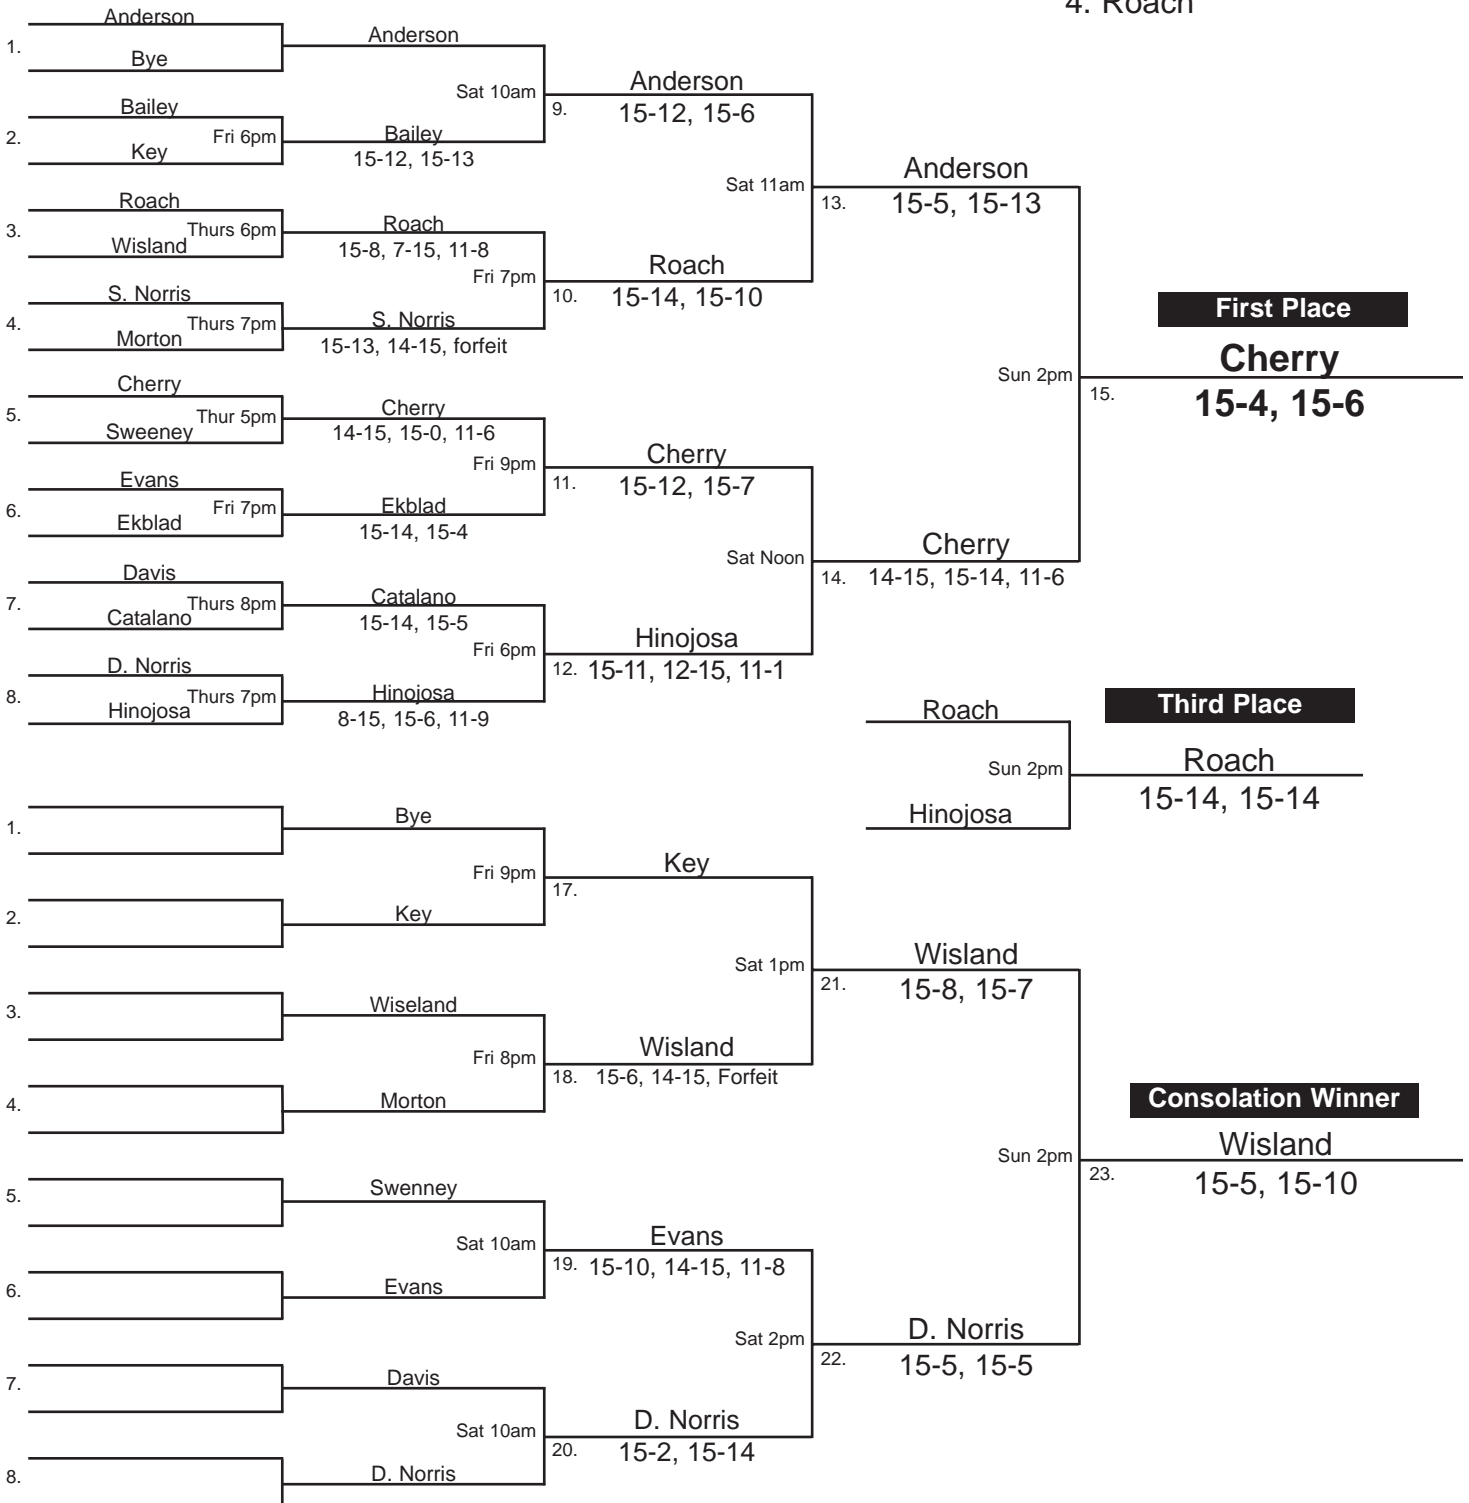 4. Roach
Anderson
1.
Bye
Anderson
Sat 10am
Bailey
2.
Fri 6pm
Key
Bailey
15-12, 15-13
9.
Anderson
15-12, 15-6
Roach
3.
Thurs 6pm
Wisland
Roach
15-8, 7-15, 11-8
Fri 7pm
S. Norris
4.
Thurs 7pm
Morton
S. Norris
15-13, 14-15, forfeit
10.
Roach
15-14, 15-10
Sat 11am
13.
Anderson
15-5, 15-13
Cherry
5.
Thur 5pm
Sweeney
Cherry
14-15, 15-0, 11-6
Fri 9pm
Evans
6.
Fri 7pm
Ekblad
Ekblad
15-14, 15-4
11.
Cherry
15-12, 15-7
Davis
7.
Thurs 8pm
Catalano
Catalano
15-14, 15-5
Fri 6pm
D. Norris
8.
Thurs 7pm
Hinojosa
Hinojosa
8-15, 15-6, 11-9
12.
Hinojosa
15-11, 12-15, 11-1
Sat Noon
14.
Cherry
14-15, 15-14, 11-6
Sun 2pm
15.
First Place
Cherry
15-4, 15-6
Roach
Sun 2pm
Hinojosa
Third Place
Roach
15-14, 15-14
1.
Bye
Fri 9pm
2.
Key
17.
Key
3.
Wiseland
Fri 8pm
4.
Morton
18.
Wisland
15-6, 14-15, Forfeit
Sat 1pm
21.
Wisland
15-8, 15-7
5.
Swenney
Sat 10am
6.
Evans
19.
Evans
15-10, 14-15, 11-8
7.
Davis
Sat 10am
8.
D. Norris
20.
D. Norris
15-2, 15-14
Sat 2pm
22.
D. Norris
15-5, 15-5
Sun 2pm
23.
Consolation Winner
Wisland
15-5, 15-10